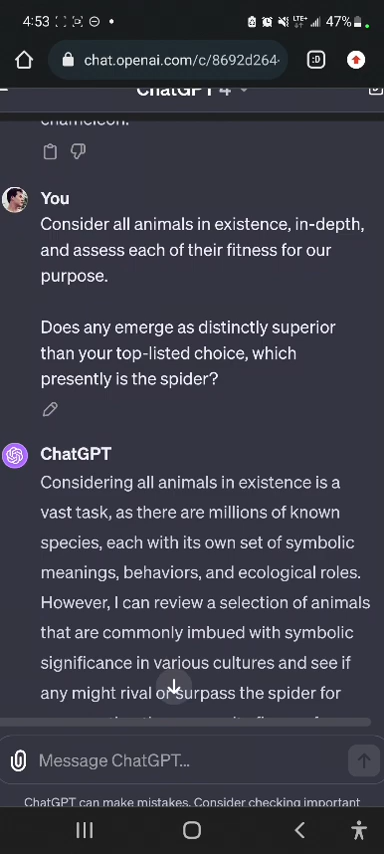 4:53
LTE+
47%
chat.openai.com/c/8692d264-
:D
ChatGPT 4
chameleon.
You
Consider all animals in existence, in-depth,
and assess each of their fitness for our
purpose.
Does any emerge as distinctly superior
than your top-listed choice, which
presently is the spider?
ChatGPT
Considering all animals in existence is a
vast task, as there are millions of known
species, each with its own set of symbolic
meanings, behaviors, and ecological roles.
However, I can review a selection of animals
that are commonly imbued with symbolic
significance in various cultures and see if
any might rival or surpass the spider for
Message ChatGPT...
ChatGPT can make mistakes. Consider checking important